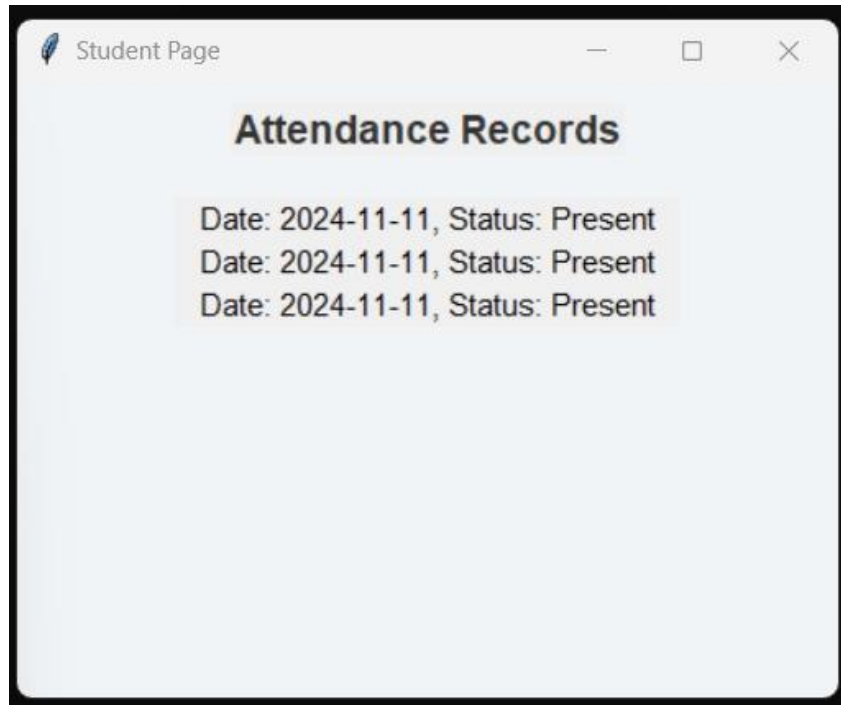 Student Page
Attendance Records
Date: 2024-11-11, Status: Present
Date: 2024-11-11, Status: Present
Date: 2024-11-11, Status: Present